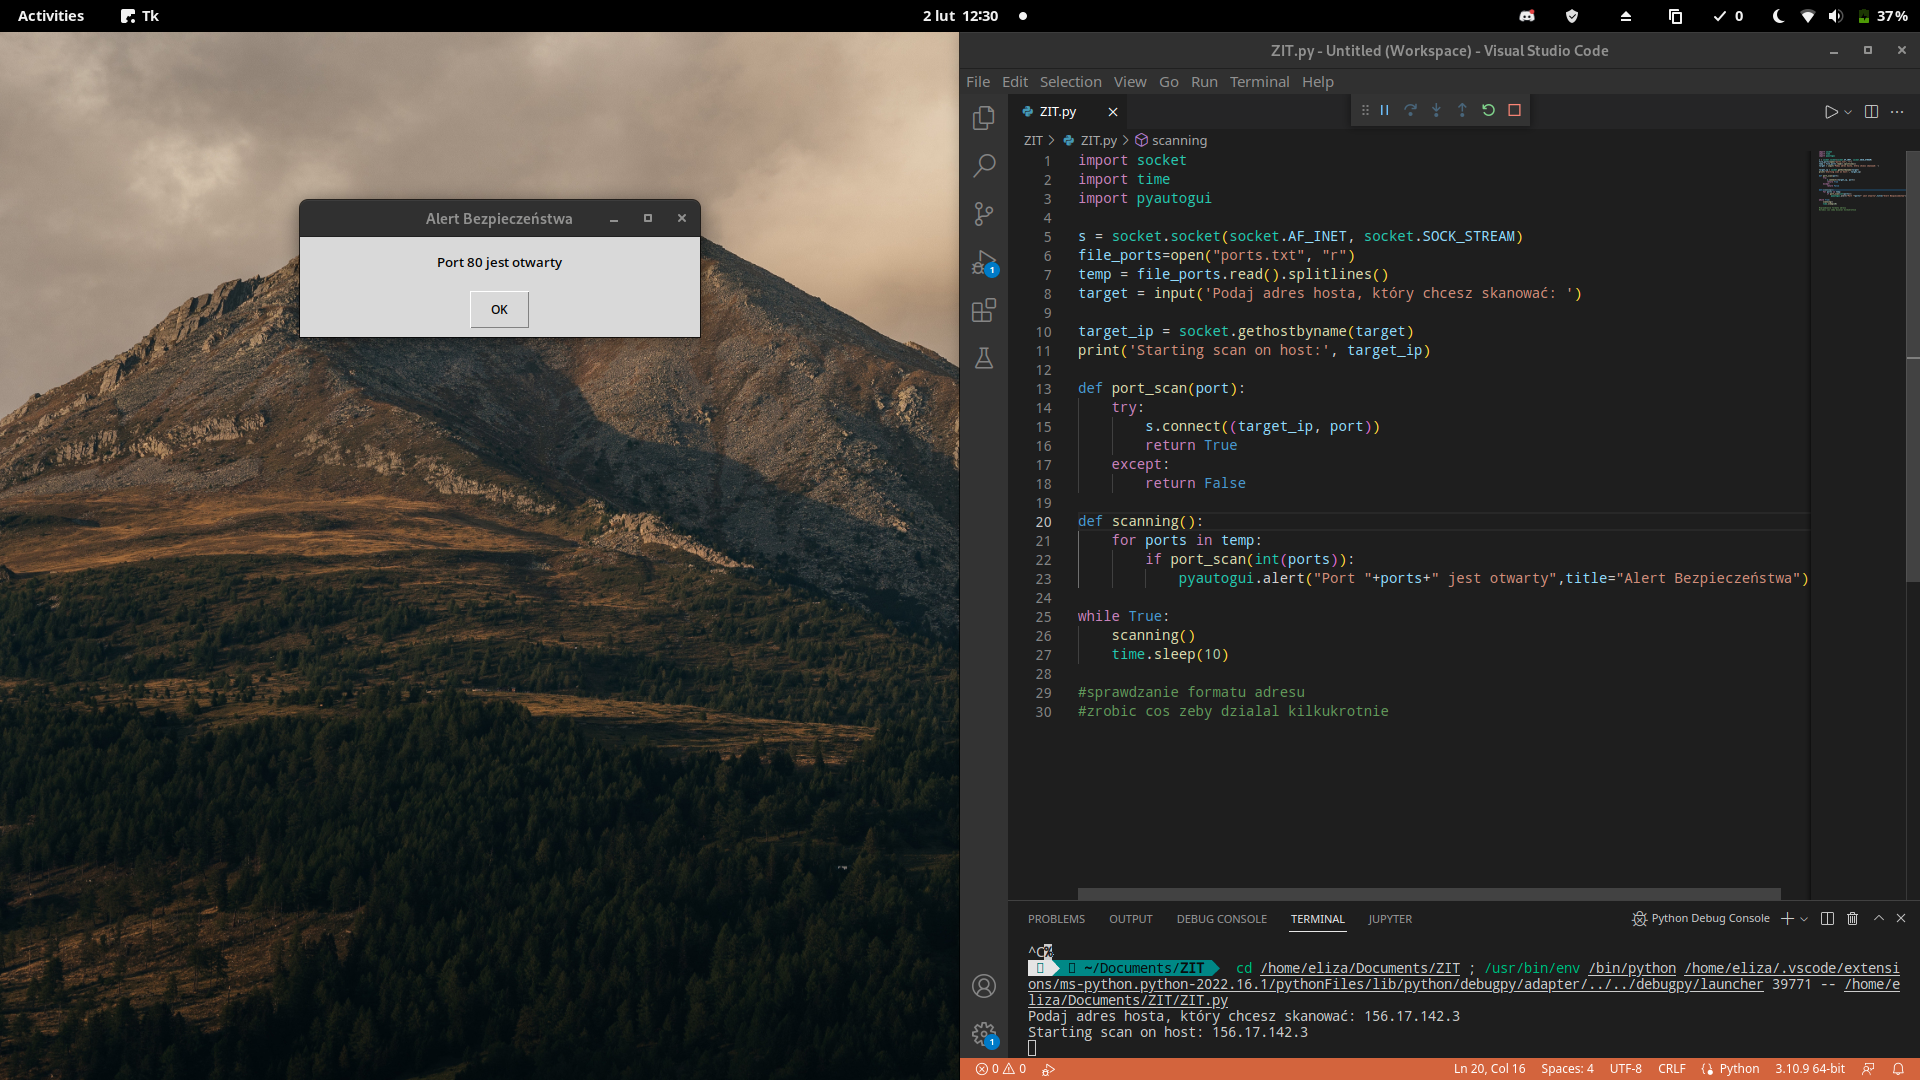 Activities Tk 2 lut 12:30 0 37%
Alert Bezpieczeństwa
Port 80 jest otwarty
OK
ZIT.py - Untitled (Workspace) - Visual Studio Code
File Edit Selection View Go Run Terminal Help
ZIT.py
ZIT > ZIT.py > scanning
1 import socket
2 import time
3 import pyautogui
4
5 s = socket.socket(socket.AF_INET, socket.SOCK_STREAM)
6 file_ports=open("ports.txt", "r")
7 temp = file_ports.read().splitlines()
8 target = input('Podaj adres hosta, który chcesz skanować: ')
9
10 target_ip = socket.gethostbyname(target)
11 print('Starting scan on host:', target_ip)
12
13 def port_scan(port):
14 try:
15 s.connect((target_ip, port))
16 return True
17 except:
18 return False
19
20 def scanning():
21 for ports in temp:
22 if port_scan(int(ports)):
23 pyautogui.alert("Port "+ports+" jest otwarty",title="Alert Bezpieczeństwa")
24
25 while True:
26 scanning()
27 time.sleep(10)
28
29 #sprawdzanie formatu adresu
30 #zrobic cos zeby dzialal kilkukrotnie
1
1
PROBLEMS OUTPUT DEBUG CONSOLE TERMINAL JUPYTER Python Debug Console
^C%
~/Documents/ZIT cd /home/eliza/Documents/ZIT ; /usr/bin/env /bin/python /home/eliza/.vscode/extensi
ons/ms-python.python-2022.16.1/pythonFiles/lib/python/debugpy/adapter/../../debugpy/launcher 39771 -- /home/e
liza/Documents/ZIT/ZIT.py
Podaj adres hosta, który chcesz skanować: 156.17.142.3
Starting scan on host: 156.17.142.3
0 0 Ln 20, Col 16 Spaces: 4 UTF-8 CRLF Python 3.10.9 64-bit